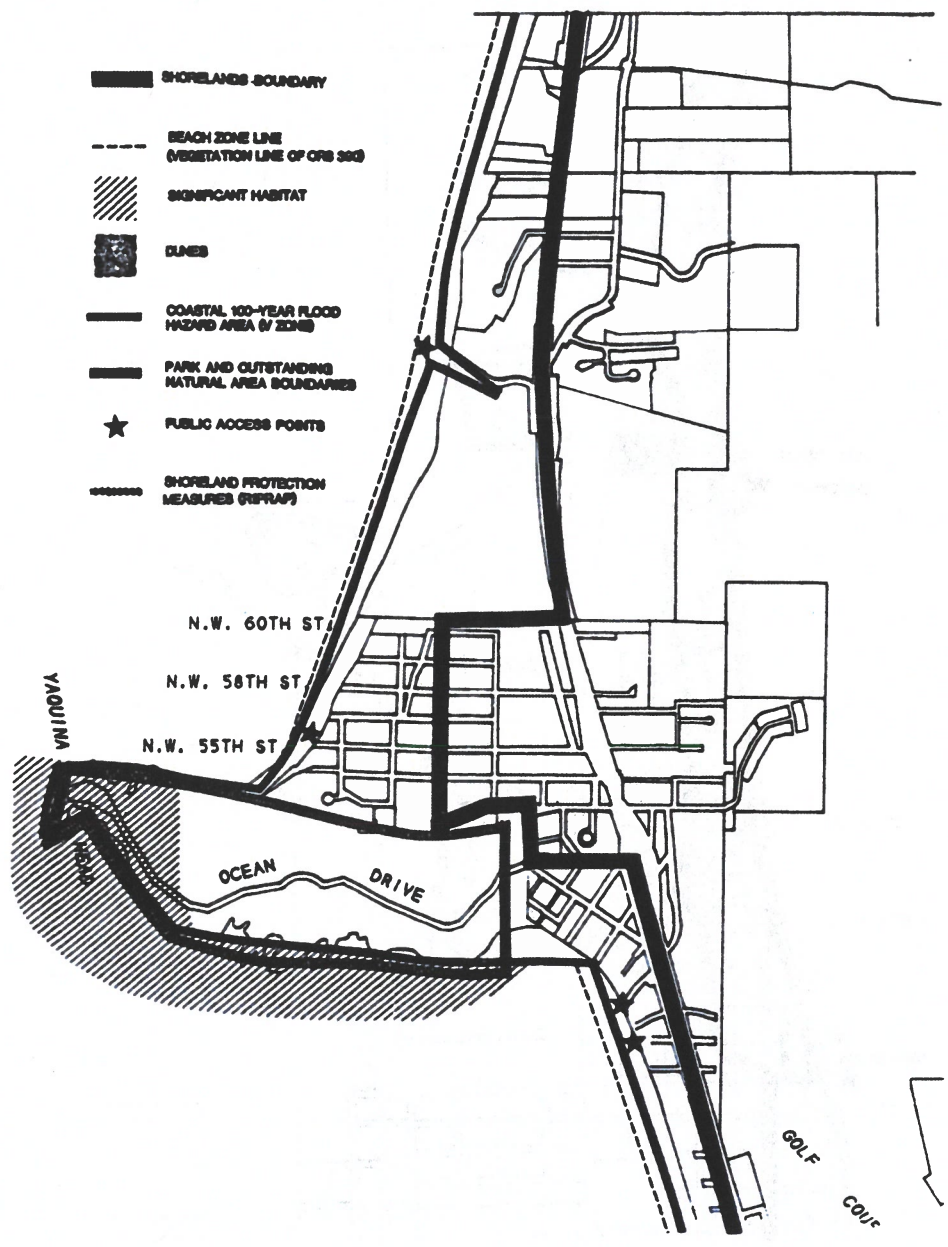 SHORELANDS BOUNDARY
BEACH ZONE LINE
(VEGETATION LINE OF ORS 390)
SIGNIFICANT HABITAT
DUNES
COASTAL 100-YEAR FLOOD
HAZARD AREA (V ZONE)
PARK AND OUTSTANDING
NATURAL AREA BOUNDARIES
PUBLIC ACCESS POINTS
SHORELAND PROTECTION
MEASURES (RIPRAP)
N.W. 60TH ST.
N.W. 58TH ST.
N.W. 55TH ST.
YAQUINA
HEAD
OCEAN DRIVE
GOLF